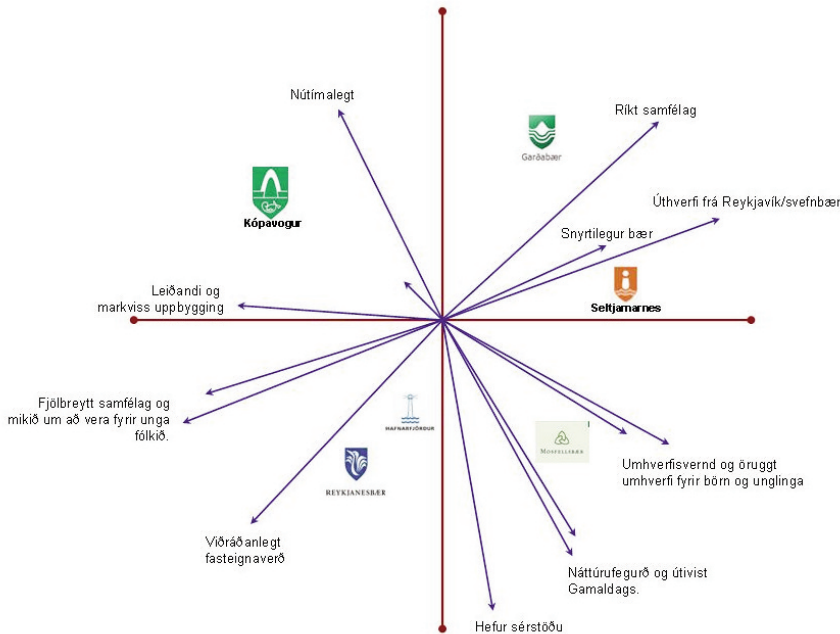 Nútímalegt
Ríkt samfélag
Garðabær
Úthverfi frá Reykjavík/svefnbær
Kópavogur
Snyrtilegur bær
Leiðandi og
markviss uppbygging
Seltjarnarnes
Fjölbreytt samfélag og
mikið um að vera fyrir unga
fólkið.
HAFNARFJÖRÐUR
MOSFELLSBÆR
Umhverfisvernd og öruggt
umhverfi fyrir börn og unglinga
REYKJANESBÆR
Viðráðanlegt
fasteignaverð
Náttúrufegurð og útivist
Gamaldags.
Hefur sérstöðu